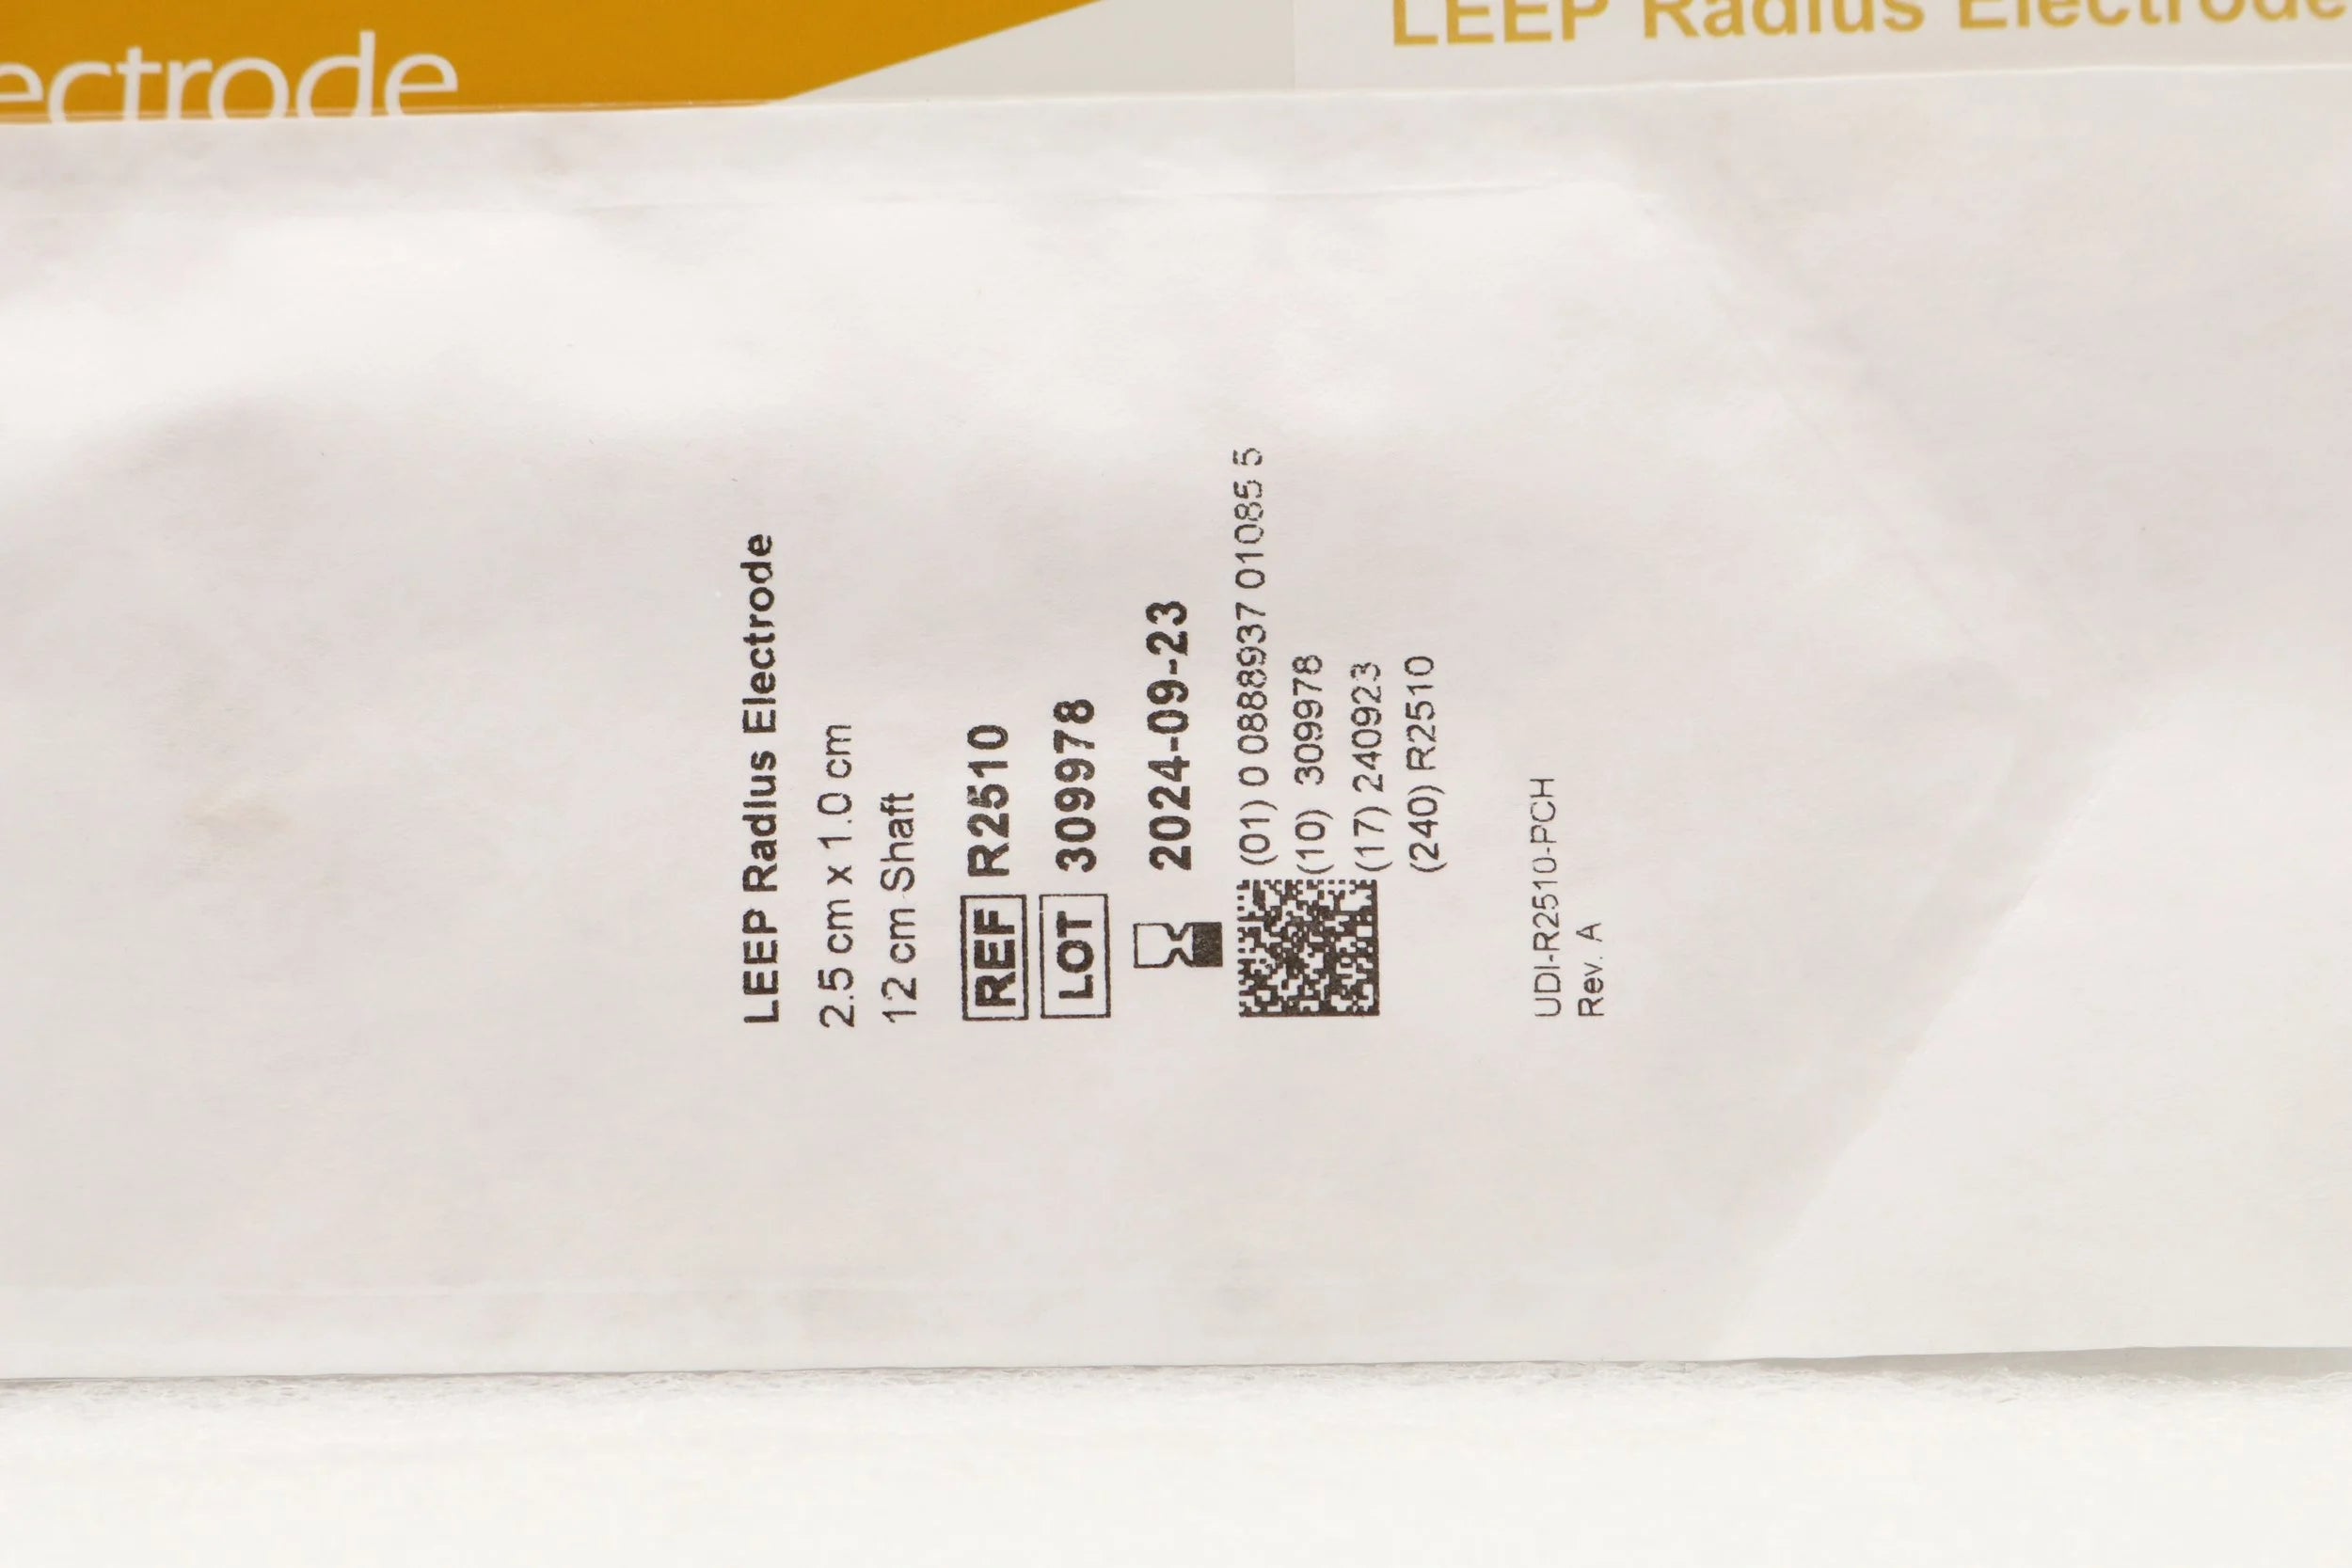 ectrode
LEEP Radius Electrode
LEEP Radius Electrode
2.5 cm x 1.0 cm
12 cm Shaft
REF R2510
LOT 309978
2024-09-23
(01) 0 0888937 01085 5
(10) 309978
(17) 240923
(240) R2510
UDI-R2510-PCH
Rev. A